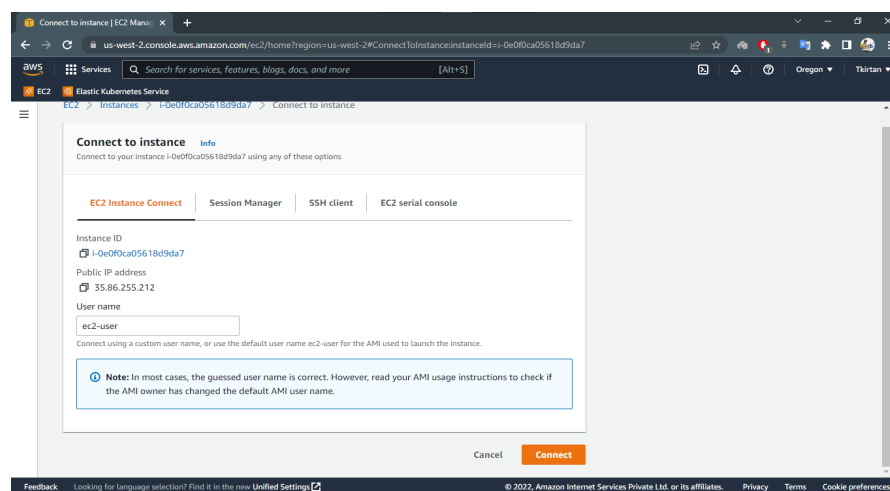 Connect to instance | EC2 Manag
us-west-2.console.aws.amazon.com/ec2/home?region=us-west-2#ConnectToInstance:instanceId=i-0e0f0ca05618d9da7
aws Services Search for services, features, blogs, docs, and more [Alt+S] Oregon Tkirtan
EC2 Elastic Kubernetes Service
EC2 > Instances > i-0e0f0ca05618d9da7 > Connect to instance
Connect to instance Info
Connect to your instance i-0e0f0ca05618d9da7 using any of these options
EC2 Instance Connect Session Manager SSH client EC2 serial console
Instance ID
i-0e0f0ca05618d9da7
Public IP address
35.86.255.212
User name
ec2-user
Connect using a custom user name, or use the default user name ec2-user for the AMI used to launch the instance.
Note: In most cases, the guessed user name is correct. However, read your AMI usage instructions to check if
the AMI owner has changed the default AMI user name.
Cancel Connect
Feedback Looking for language selection? Find it in the new Unified Settings © 2022, Amazon Internet Services Private Ltd. or its affiliates. Privacy Terms Cookie preferences